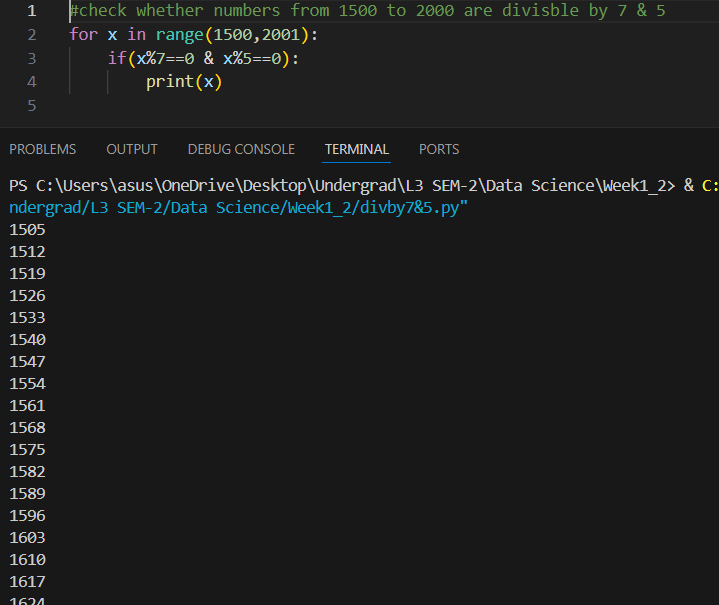 1 #check whether numbers from 1500 to 2000 are divisble by 7 & 5
2 for x in range(1500,2001):
3 if(x%7==0 & x%5==0):
4 print(x)
5
PROBLEMS OUTPUT DEBUG CONSOLE TERMINAL PORTS
PS C:\Users\asus\OneDrive\Desktop\Undergrad\L3 SEM-2\Data Science\Week1_2> & C:
ndergrad/L3 SEM-2/Data Science/Week1_2/divby7&5.py"
1505
1512
1519
1526
1533
1540
1547
1554
1561
1568
1575
1582
1589
1596
1603
1610
1617
1624